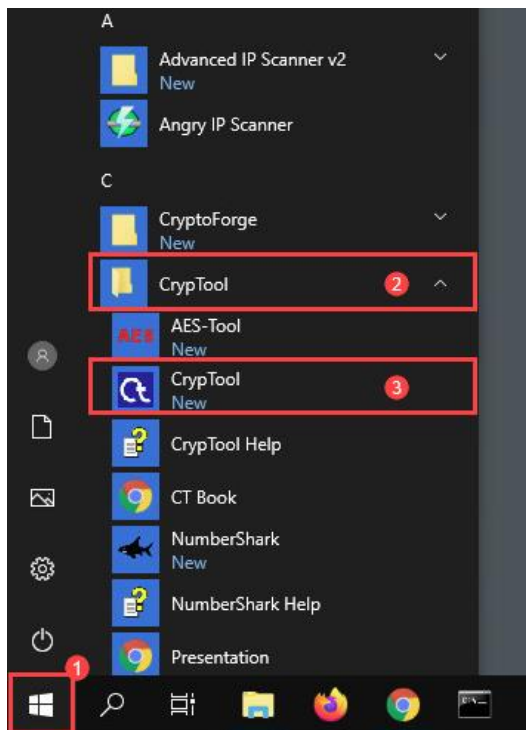 A
Advanced IP Scanner v2
New
Angry IP Scanner
C
CryptoForge
New
CrypTool
2
AES
AES-Tool
New
Ct
CrypTool
New
3
CrypTool Help
CT Book
NumberShark
New
NumberShark Help
Presentation
1